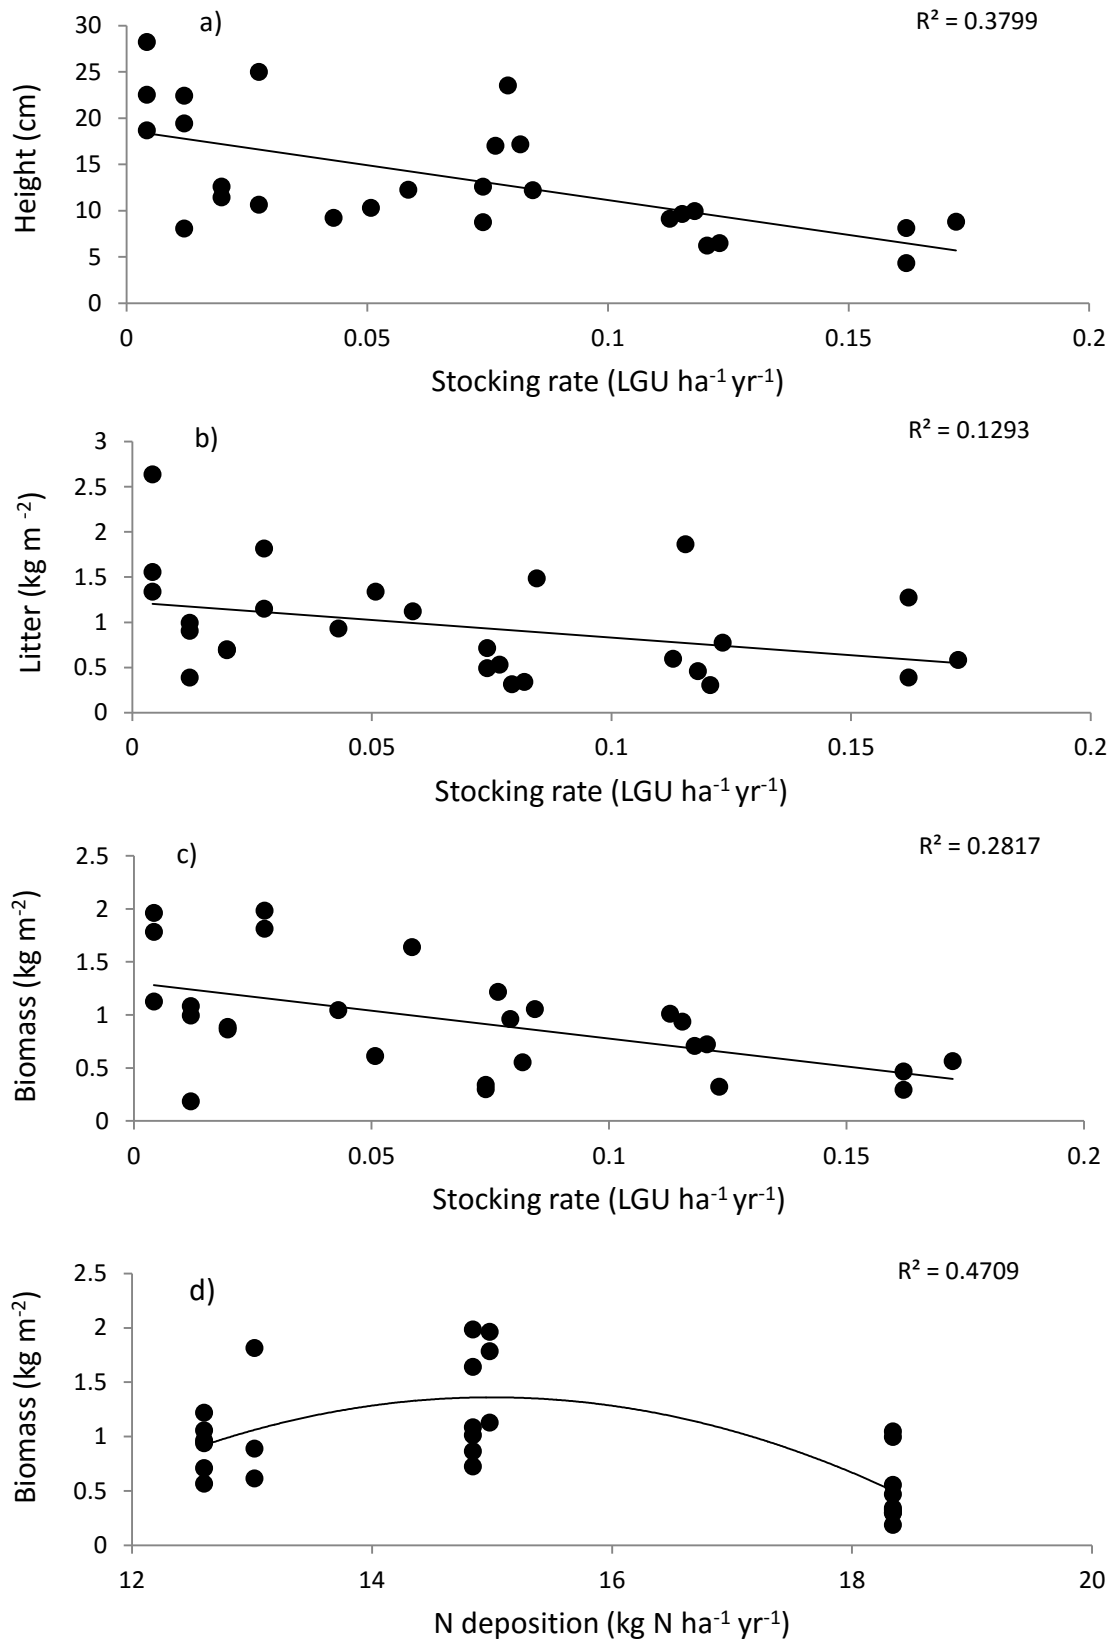 a)
R² = 0.3799
Height (cm)
30
25
20
15
10
5
0
0 0.05 0.1 0.15 0.2
Stocking rate (LGU ha⁻¹ yr⁻¹)
b)
R² = 0.1293
Litter (kg m ⁻²)
3
2.5
2
1.5
1
0.5
0
0 0.05 0.1 0.15 0.2
Stocking rate (LGU ha⁻¹ yr⁻¹)
c)
R² = 0.2817
Biomass (kg m⁻²)
2.5
2
1.5
1
0.5
0
0 0.05 0.1 0.15 0.2
Stocking rate (LGU ha⁻¹ yr⁻¹)
d)
R² = 0.4709
Biomass (kg m⁻²)
2.5
2
1.5
1
0.5
0
12 14 16 18 20
N deposition (kg N ha⁻¹ yr⁻¹)